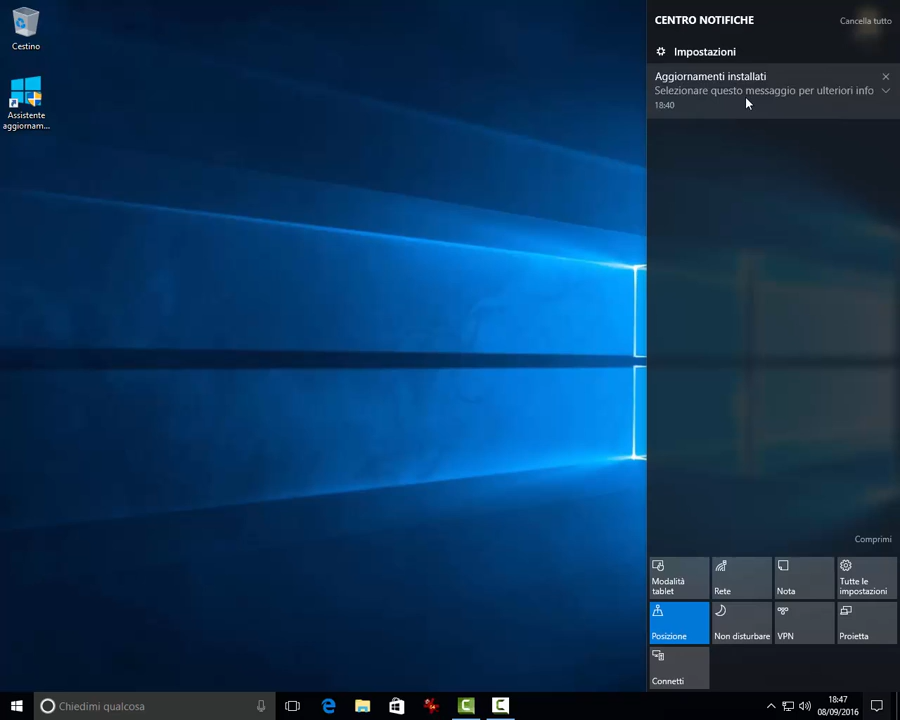 Cestino
Assistente
aggiornam...
CENTRO NOTIFICHE
Cancella tutto
Impostazioni
Aggiornamenti installati
Selezionare questo messaggio per ulteriori info
18:40
Comprimi
Modalità
tablet
Rete
Nota
Tutte le
impostazioni
Posizione
Non disturbare
VPN
Proietta
Connetti
Chiedimi qualcosa
18:47
08/09/2016